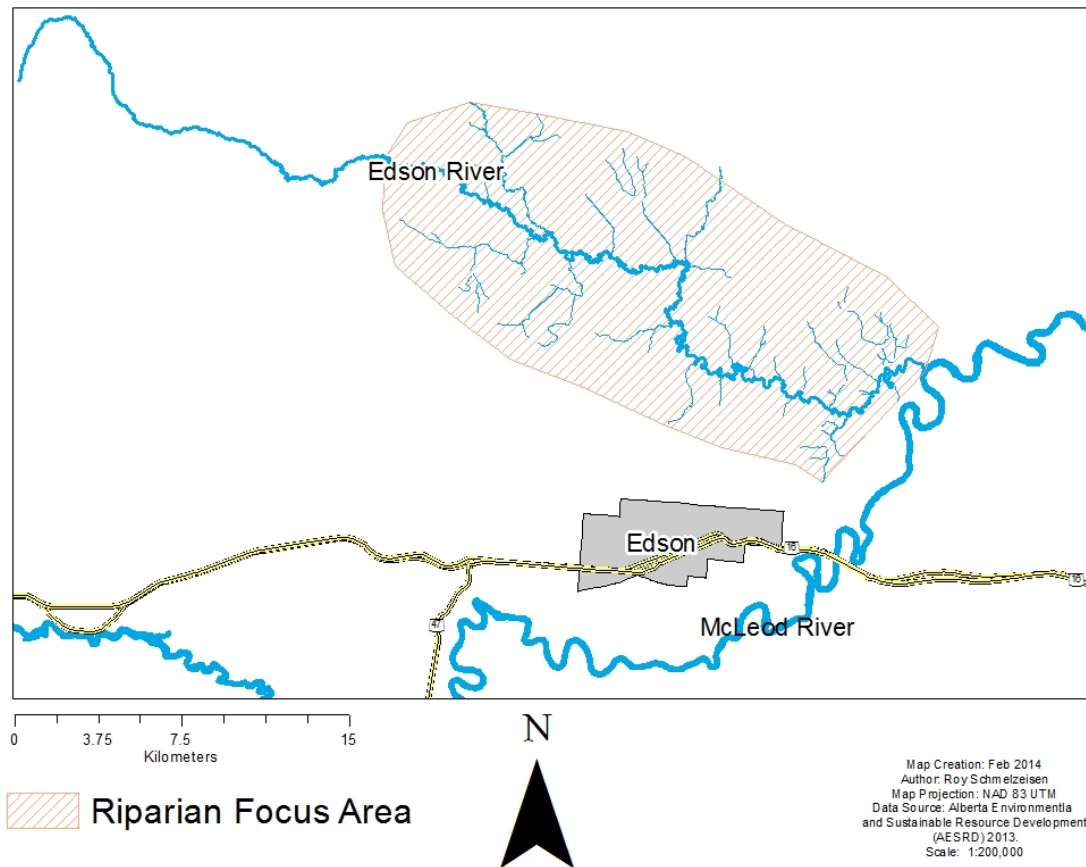 Edson River
Edson
16
16
47
McLeod River
0 3.75 7.5 15
Kilometers
N
Riparian Focus Area
Map Creation: Feb 2014
Author: Roy Schmelzeisen
Map Projection: NAD 83 UTM
Data Source: Alberta Environmentla
and Sustainable Resource Development
(AESRD) 2013.
Scale: 1:200,000